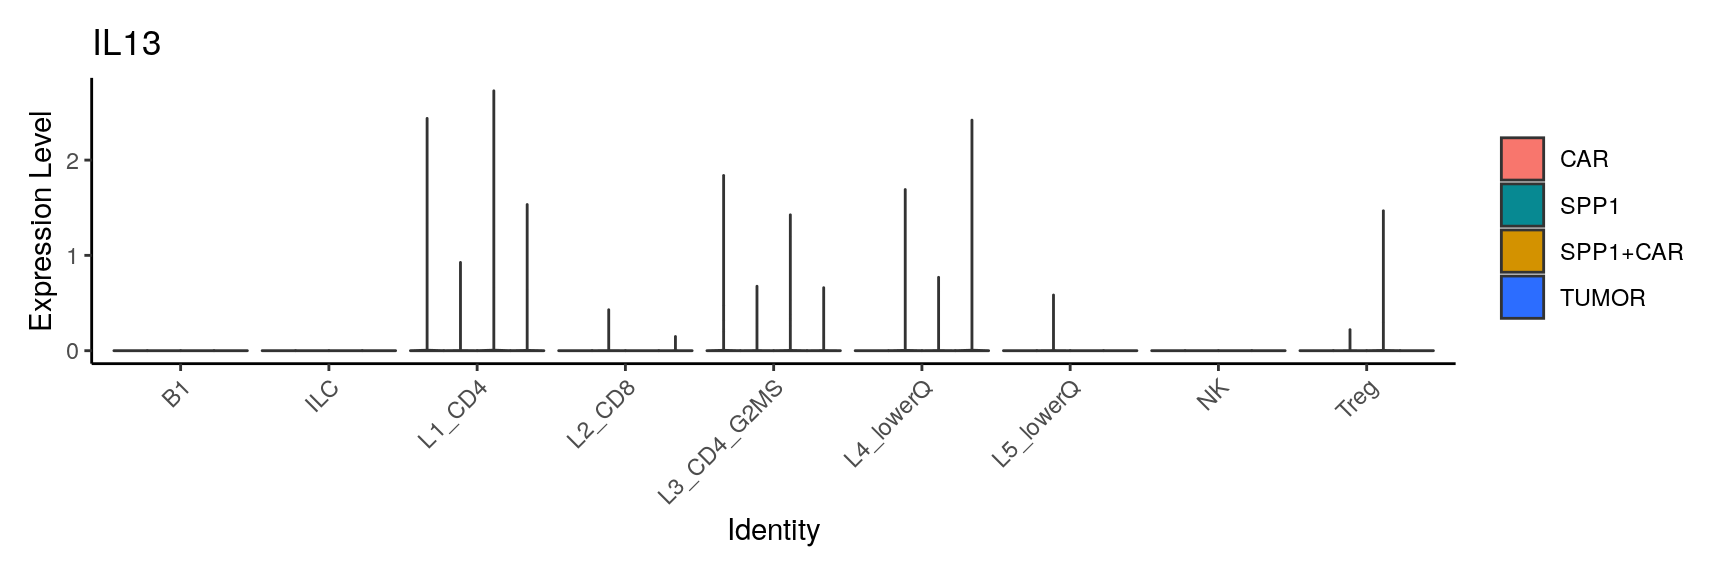 IL13
Expression Level
2
1
0
B1
ILC
L1_CD4
L2_CD8
L3_CD4_G2MS
L4_lowerQ
L5_lowerQ
NK
Treg
Identity
CAR
SPP1
SPP1+CAR
TUMOR